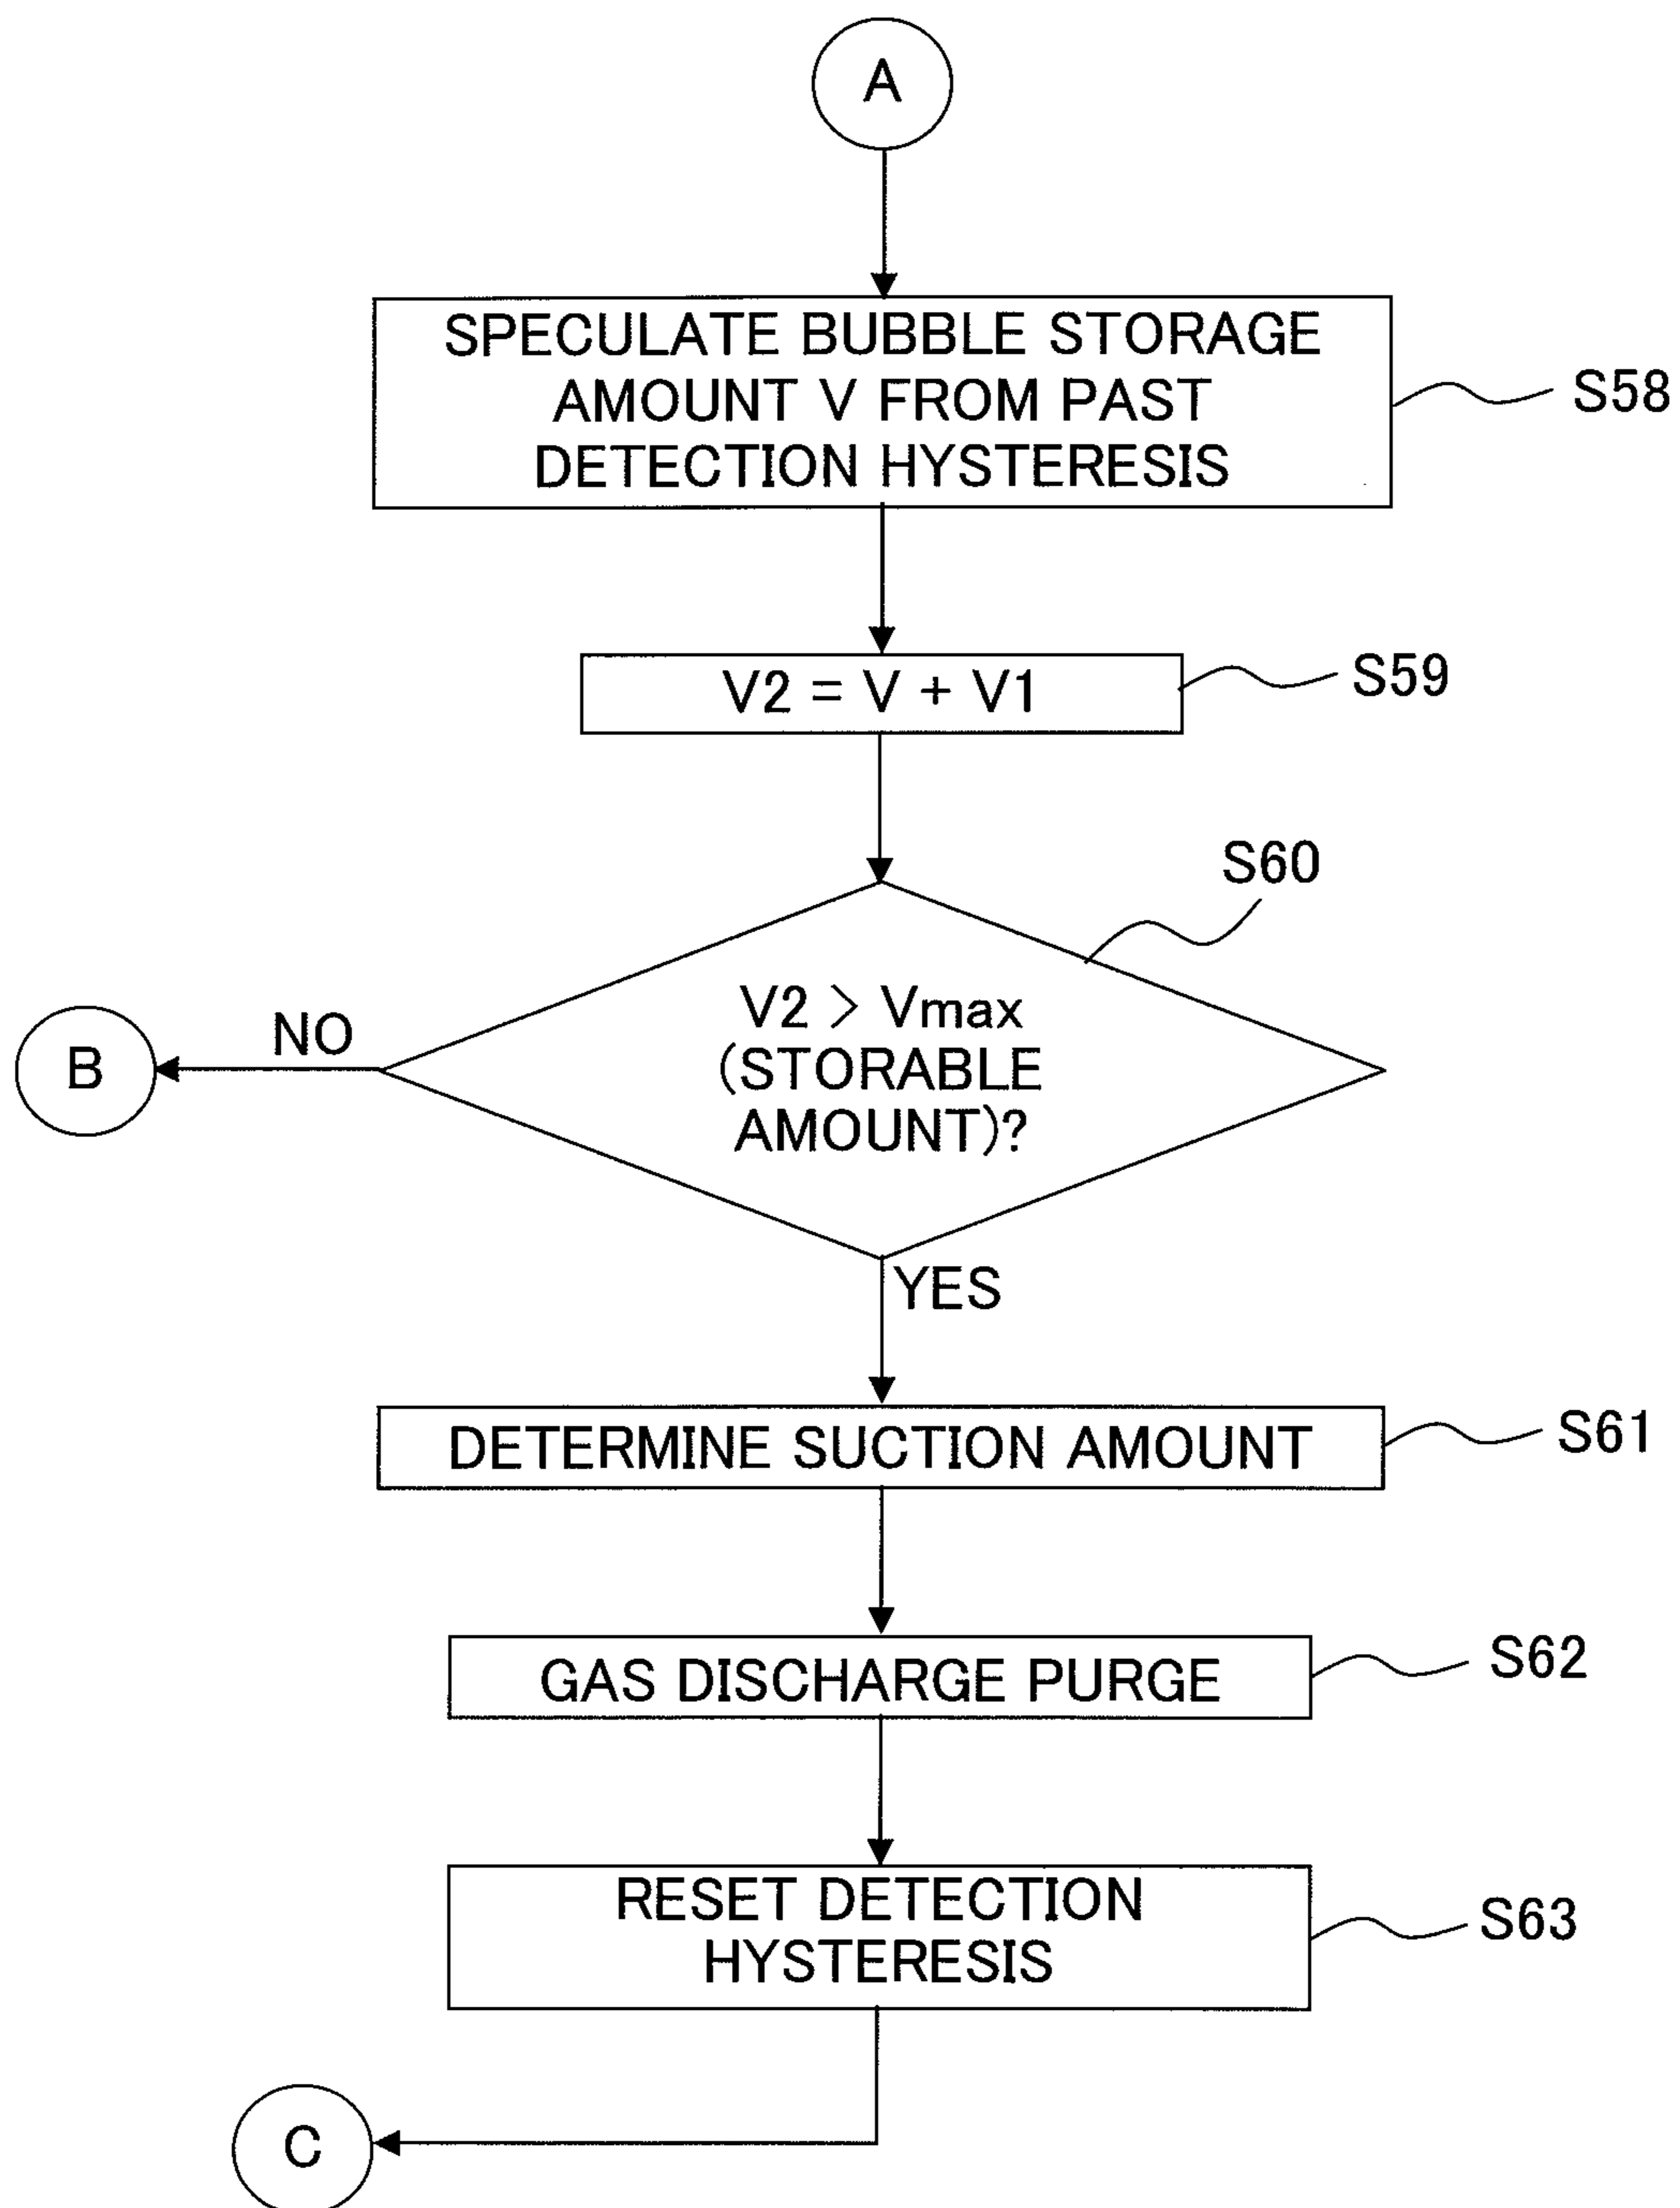 A
SPECULATE BUBBLE STORAGE
AMOUNT V FROM PAST
DETECTION HYSTERESIS
S58
V2 = V + V1
S59
S60
V2 > Vmax
(STORABLE
AMOUNT)?
NO
B
YES
DETERMINE SUCTION AMOUNT
S61
GAS DISCHARGE PURGE
S62
RESET DETECTION
HYSTERESIS
S63
C